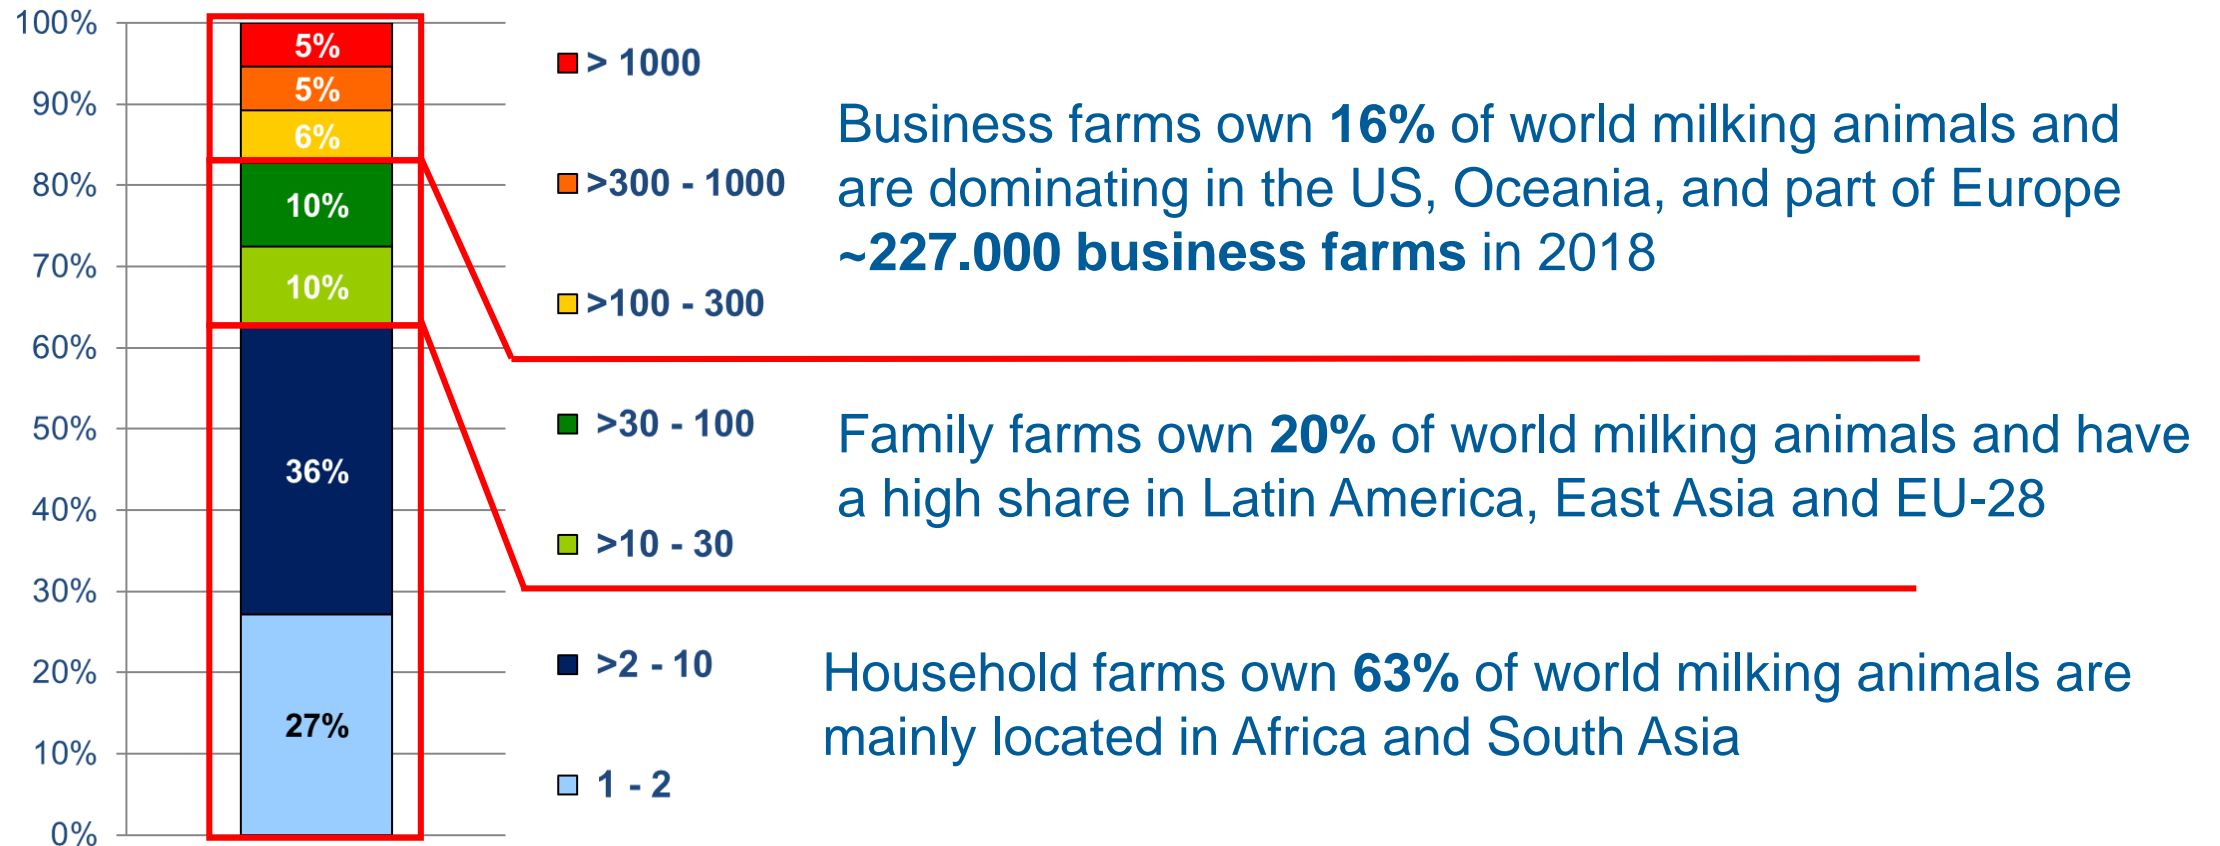 100%
90%
80%
70%
60%
50%
40%
30%
20%
10%
0%
5%
5%
6%
10%
10%
36%
27%
> 1000
>300 - 1000
>100 - 300
>30 - 100
>10 - 30
>2 - 10
1 - 2
Business farms own 16% of world milking animals and
are dominating in the US, Oceania, and part of Europe
~227.000 business farms in 2018
Family farms own 20% of world milking animals and have
a high share in Latin America, East Asia and EU-28
Household farms own 63% of world milking animals are
mainly located in Africa and South Asia